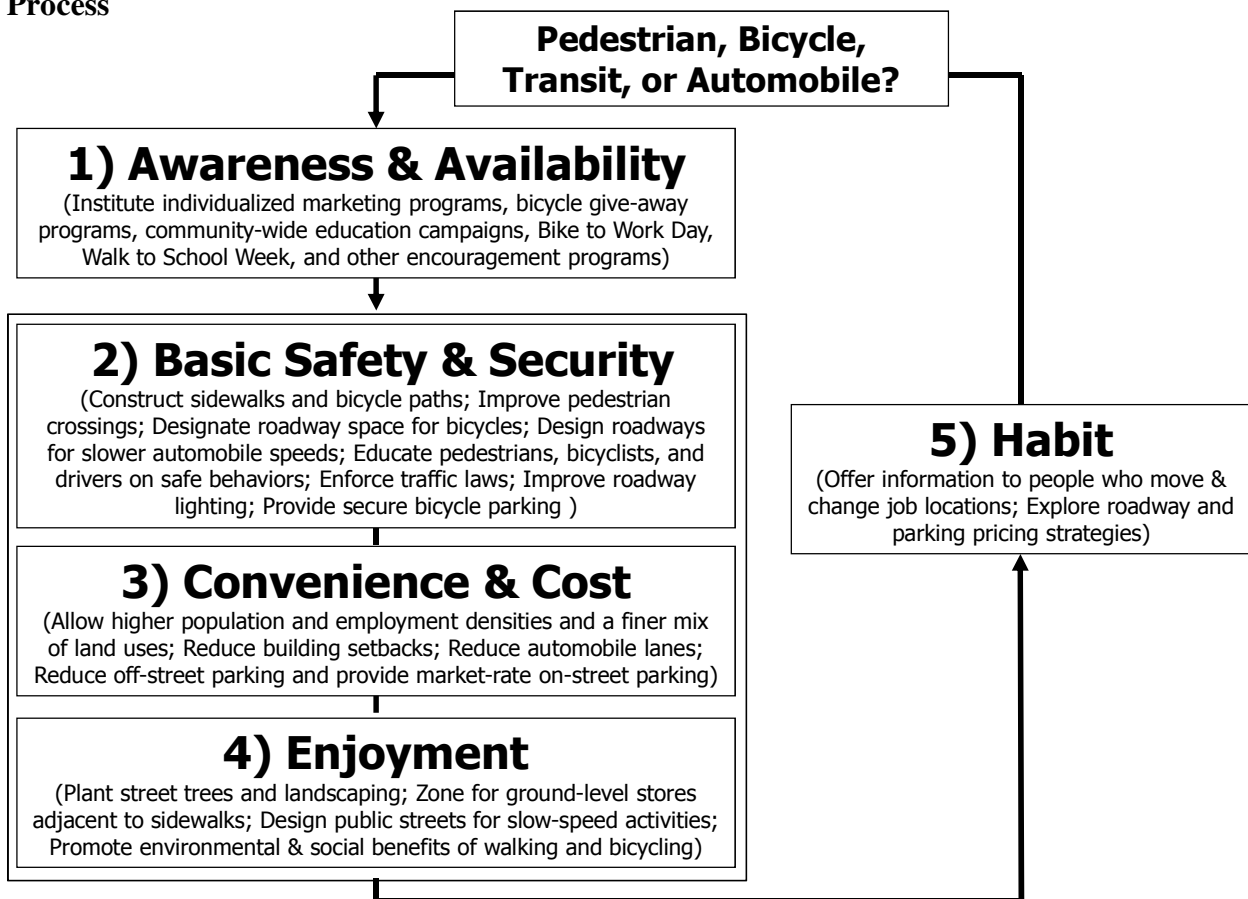 Process
Pedestrian, Bicycle,
Transit, or Automobile?
1) Awareness & Availability
(Institute individualized marketing programs, bicycle give-away
programs, community-wide education campaigns, Bike to Work Day,
Walk to School Week, and other encouragement programs)
2) Basic Safety & Security
(Construct sidewalks and bicycle paths; Improve pedestrian
crossings; Designate roadway space for bicycles; Design roadways
for slower automobile speeds; Educate pedestrians, bicyclists, and
drivers on safe behaviors; Enforce traffic laws; Improve roadway
lighting; Provide secure bicycle parking )
3) Convenience & Cost
(Allow higher population and employment densities and a finer mix
of land uses; Reduce building setbacks; Reduce automobile lanes;
Reduce off-street parking and provide market-rate on-street parking)
4) Enjoyment
(Plant street trees and landscaping; Zone for ground-level stores
adjacent to sidewalks; Design public streets for slow-speed activities;
Promote environmental & social benefits of walking and bicycling)
5) Habit
(Offer information to people who move &
change job locations; Explore roadway and
parking pricing strategies)